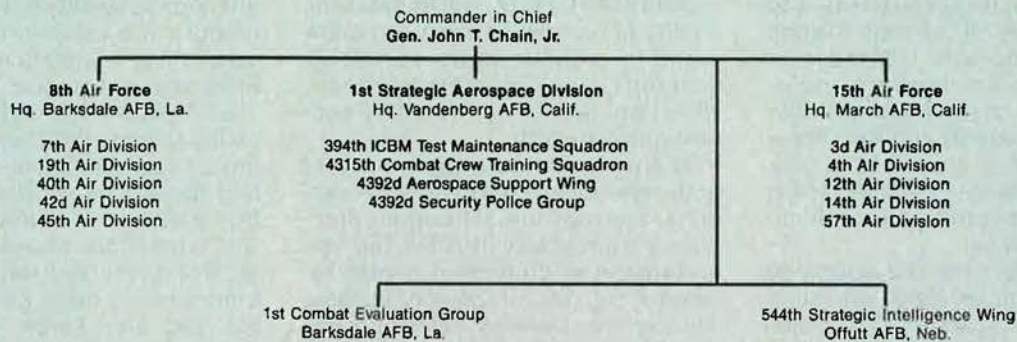 Commander in Chief
Gen. John T. Chain, Jr.
8th Air Force
Hq. Barksdale AFB, La.
7th Air Division
19th Air Division
40th Air Division
42d Air Division
45th Air Division
1st Strategic Aerospace Division
Hq. Vandenberg AFB, Calif.
394th ICBM Test Maintenance Squadron
4315th Combat Crew Training Squadron
4392d Aerospace Support Wing
4392d Security Police Group
15th Air Force
Hq. March AFB, Calif.
3d Air Division
4th Air Division
12th Air Division
14th Air Division
57th Air Division
1st Combat Evaluation Group
Barksdale AFB, La.
544th Strategic Intelligence Wing
Offutt AFB, Neb.